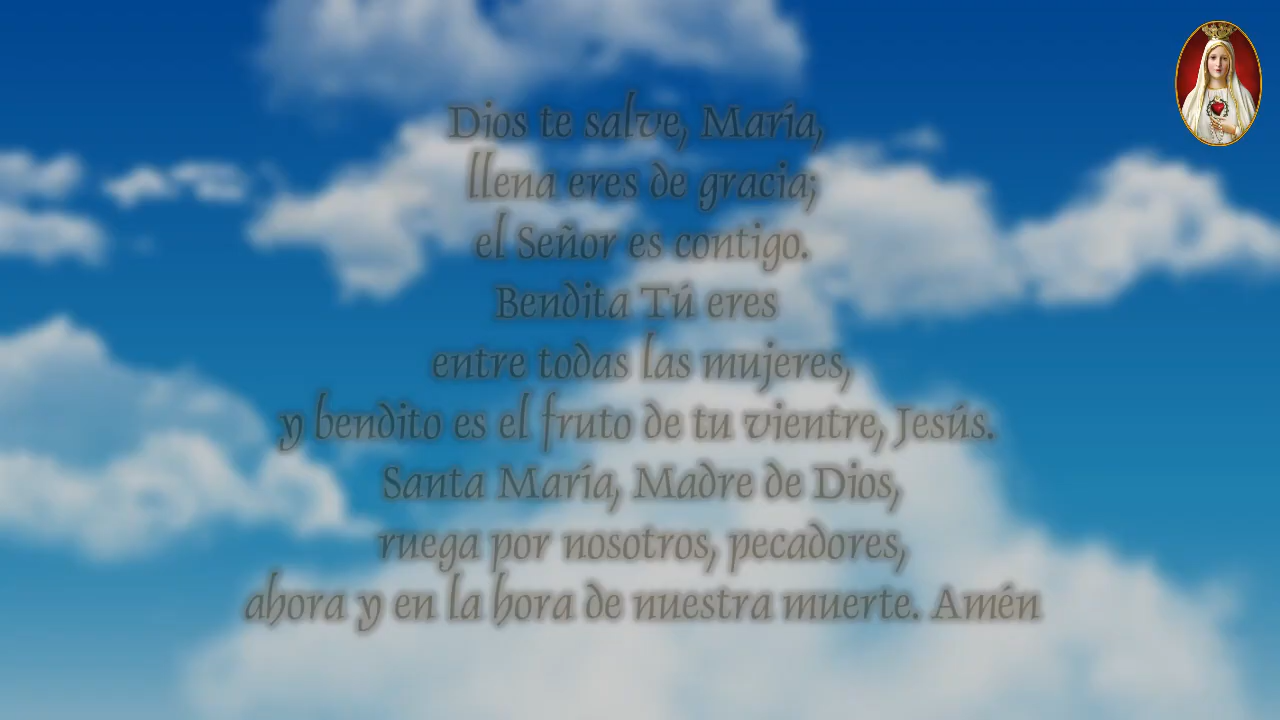 Dios te salve, María,
llena eres de gracia;
el Señor es contigo.
Bendita Tú eres
entre todas las mujeres,
y bendito es el fruto de tu vientre, Jesús.
Santa María, Madre de Dios,
ruega por nosotros, pecadores,
ahora y en la hora de nuestra muerte. Amén